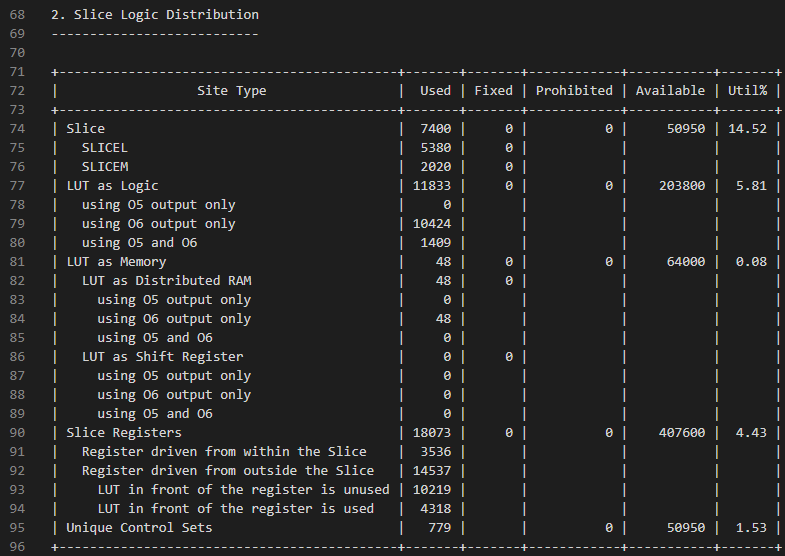 68 2. Slice Logic Distribution
69 ---------------------------
70
71 +--------------------------------------------+-------+-------+------------+-----------+-------+
72 |                  Site Type                 |  Used | Fixed | Prohibited | Available | Util% |
73 +--------------------------------------------+-------+-------+------------+-----------+-------+
74 | Slice                                      |  7400 |     0 |          0 |     50950 | 14.52 |
75 |   SLICEL                                   |  5380 |     0 |            |           |       |
76 |   SLICEM                                   |  2020 |     0 |            |           |       |
77 | LUT as Logic                               | 11833 |     0 |          0 |    203800 |  5.81 |
78 |   using O5 output only                     |     0 |       |            |           |       |
79 |   using O6 output only                     | 10424 |       |            |           |       |
80 |   using O5 and O6                          |  1409 |       |            |           |       |
81 | LUT as Memory                              |    48 |     0 |          0 |     64000 |  0.08 |
82 |   LUT as Distributed RAM                   |    48 |     0 |            |           |       |
83 |     using O5 output only                   |     0 |       |            |           |       |
84 |     using O6 output only                   |    48 |       |            |           |       |
85 |     using O5 and O6                        |     0 |       |            |           |       |
86 |   LUT as Shift Register                    |     0 |     0 |            |           |       |
87 |     using O5 output only                   |     0 |       |            |           |       |
88 |     using O6 output only                   |     0 |       |            |           |       |
89 |     using O5 and O6                        |     0 |       |            |           |       |
90 | Slice Registers                            | 18073 |     0 |          0 |    407600 |  4.43 |
91 |   Register driven from within the Slice    |  3536 |       |            |           |       |
92 |   Register driven from outside the Slice   | 14537 |       |            |           |       |
93 |     LUT in front of the register is unused | 10219 |       |            |           |       |
94 |     LUT in front of the register is used   |  4318 |       |            |           |       |
95 | Unique Control Sets                        |   779 |       |          0 |     50950 |  1.53 |
96 +--------------------------------------------+-------+-------+------------+-----------+-------+